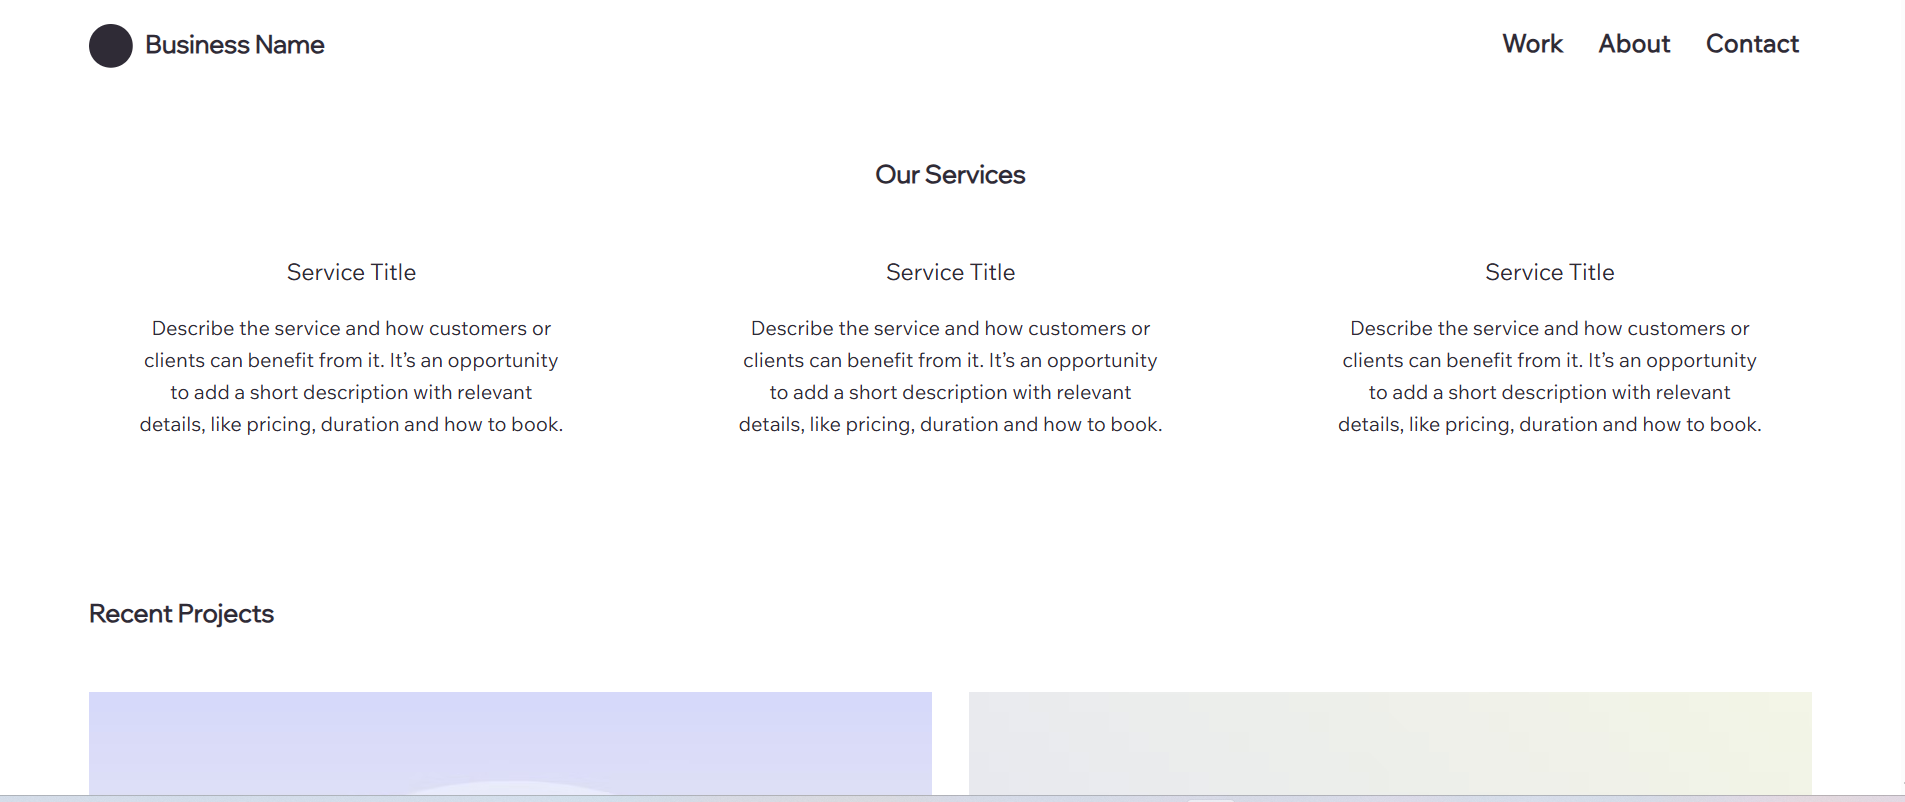 Business Name
Work About Contact
Our Services
Service Title
Describe the service and how customers or
clients can benefit from it. It’s an opportunity
to add a short description with relevant
details, like pricing, duration and how to book.
Service Title
Describe the service and how customers or
clients can benefit from it. It’s an opportunity
to add a short description with relevant
details, like pricing, duration and how to book.
Service Title
Describe the service and how customers or
clients can benefit from it. It’s an opportunity
to add a short description with relevant
details, like pricing, duration and how to book.
Recent Projects